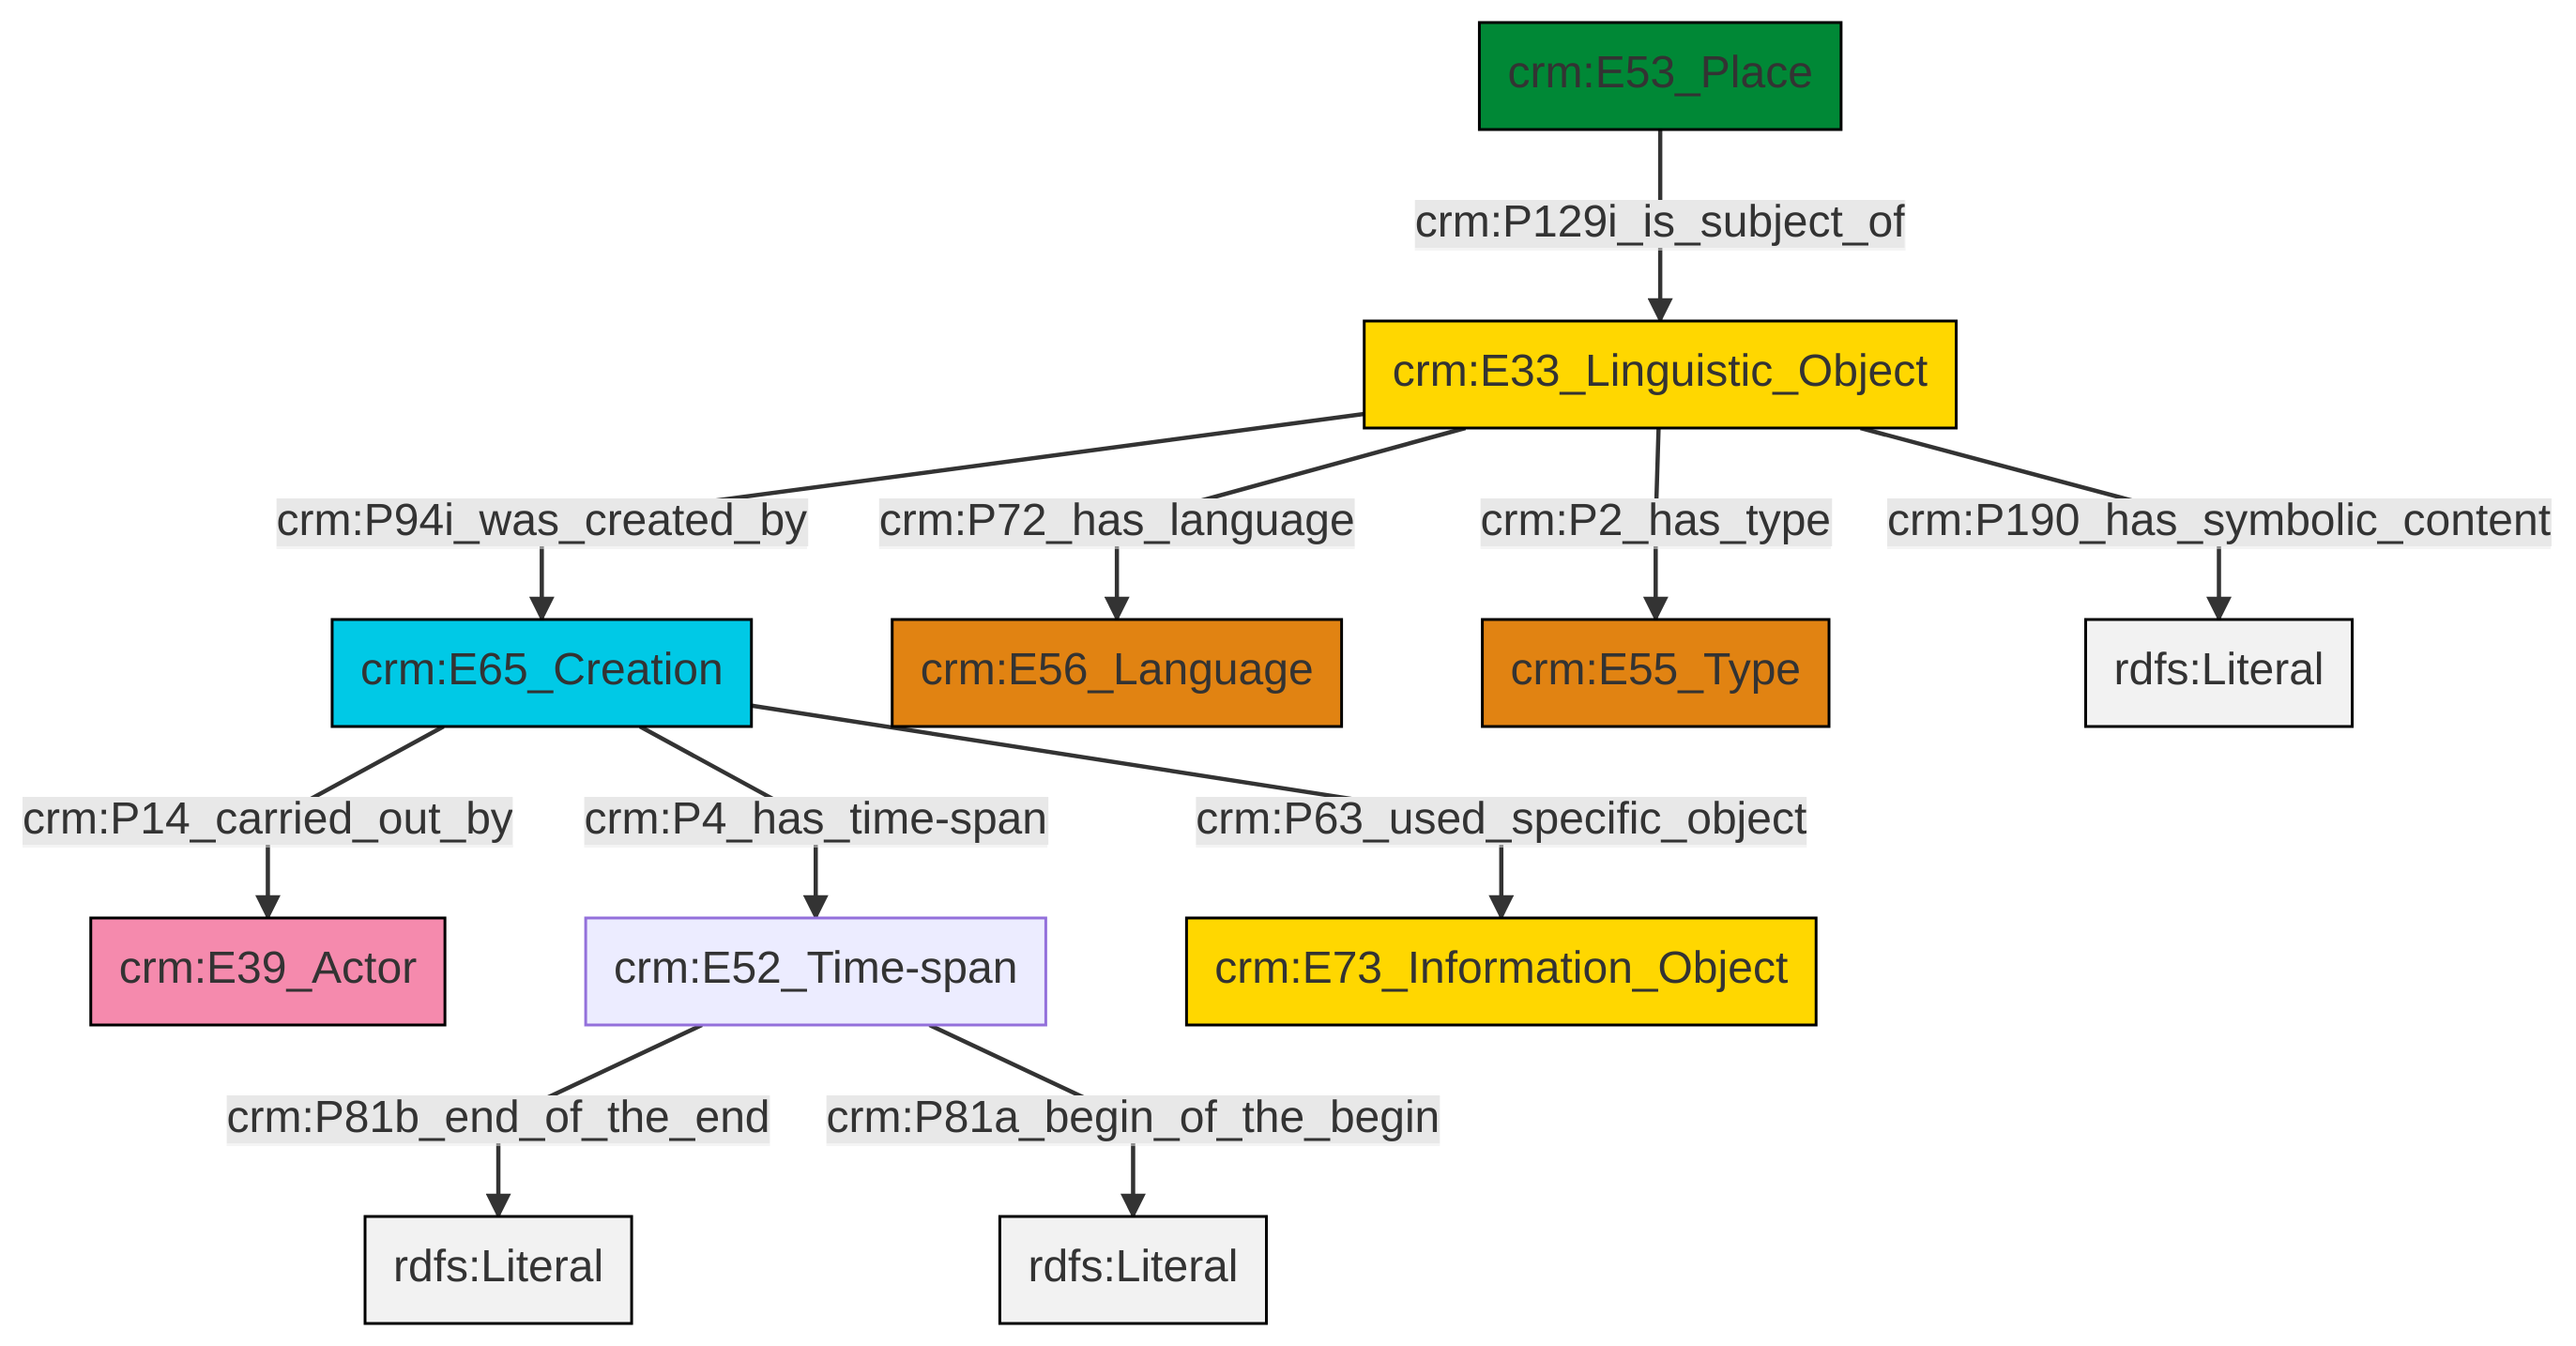 crm:E53_Place
crm:P129i_is_subject_of
crm:E33_Linguistic_Object
crm:P94i_was_created_by
crm:P72_has_language
crm:P2_has_type
crm:P190_has_symbolic_content
crm:E65_Creation
crm:E56_Language
crm:E55_Type
rdfs:Literal
crm:P14_carried_out_by
crm:P4_has_time-span
crm:P63_used_specific_object
crm:E39_Actor
crm:E52_Time-span
crm:E73_Information_Object
crm:P81b_end_of_the_end
crm:P81a_begin_of_the_begin
rdfs:Literal
rdfs:Literal